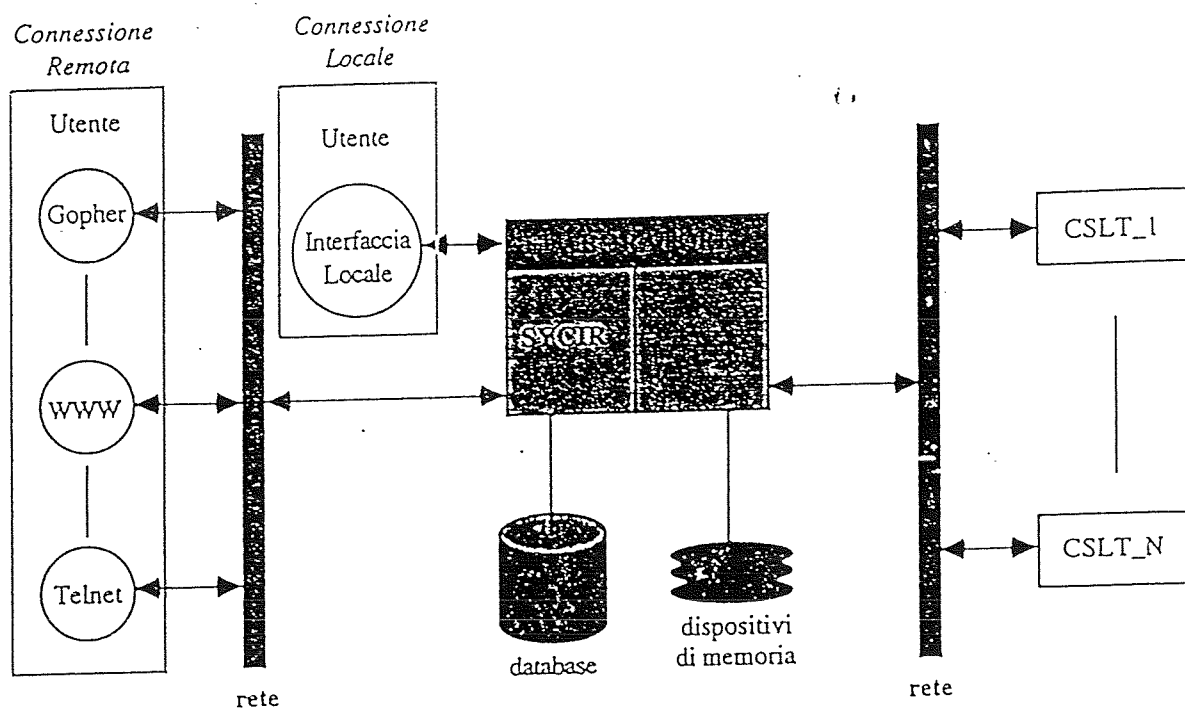 Connessione
Remota
Utente
Gopher
WWW
Telnet
rete
Connessione
Locale
Utente
Interfaccia
Locale
SYCIR
database
dispositivi
di memoria
rete
CSLT_1
CSLT_N